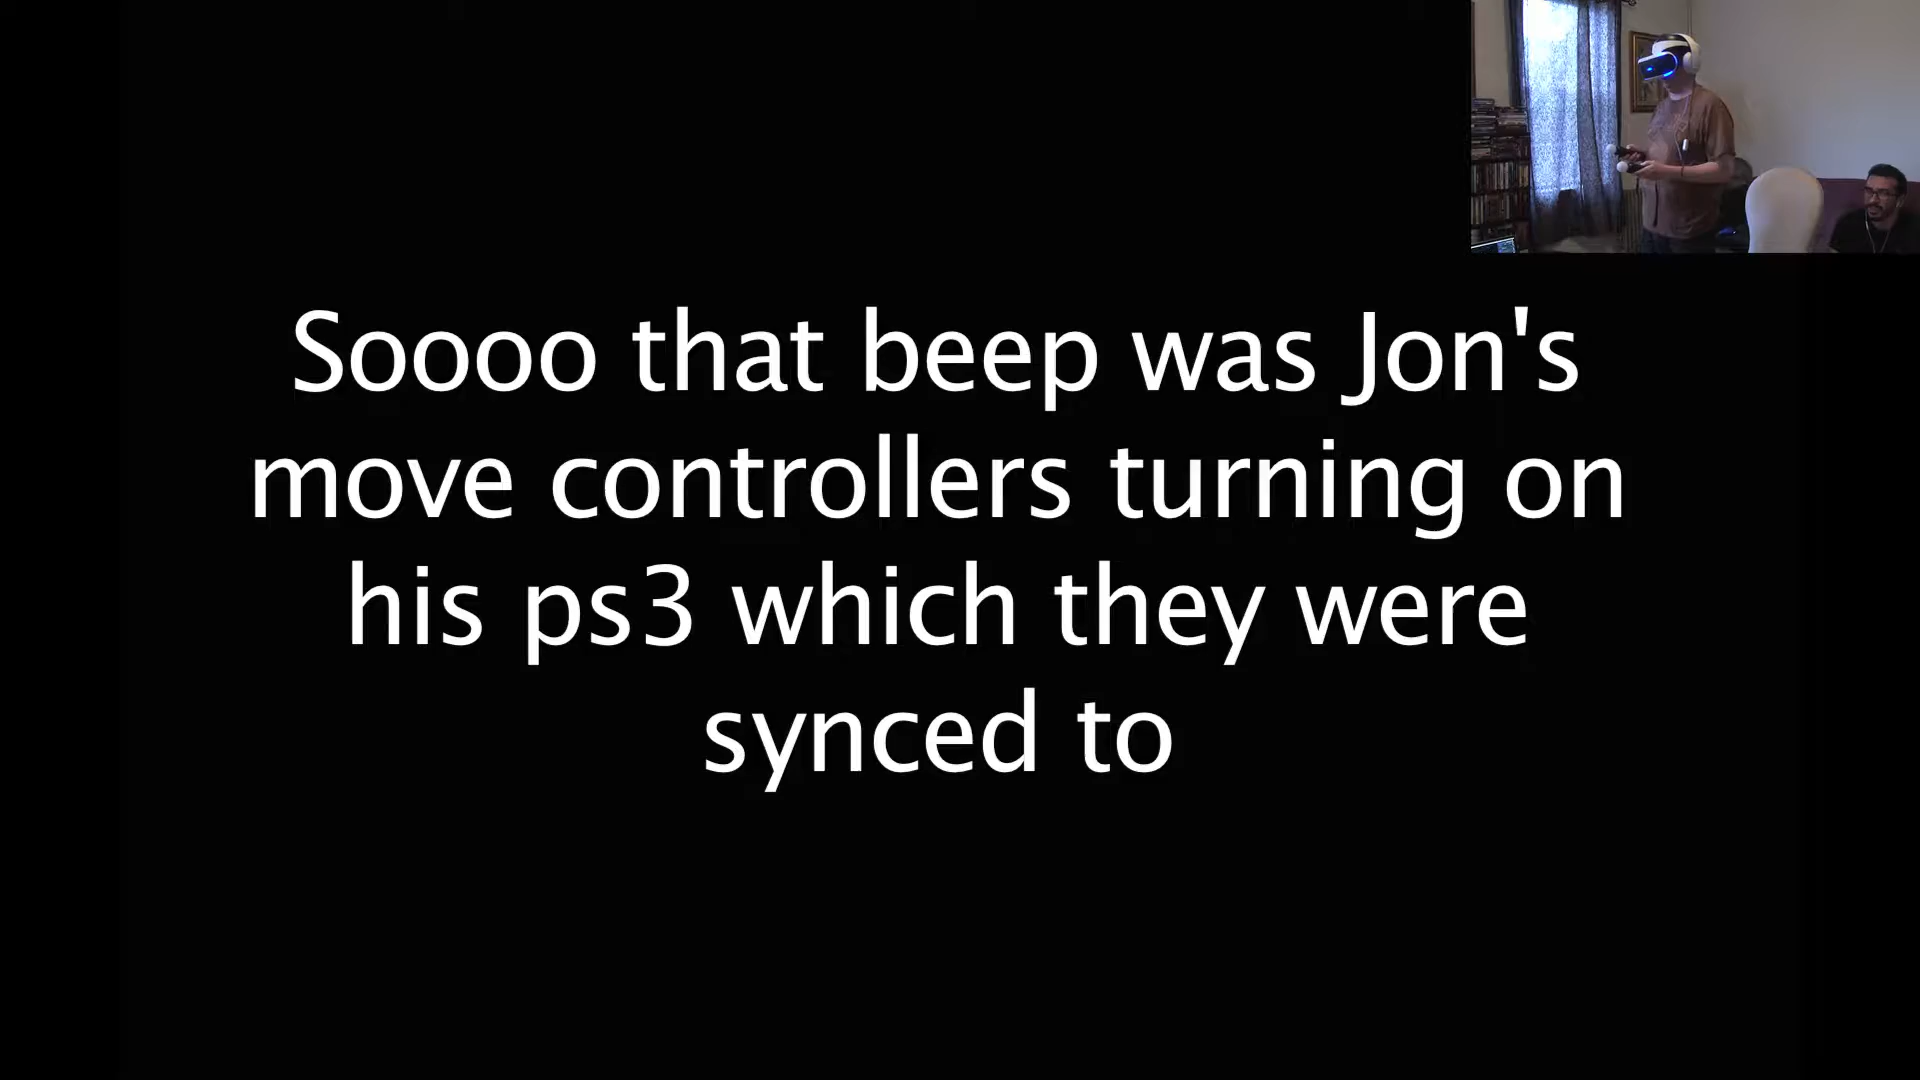 Soooo that beep was Jon's
move controllers turning on
his ps3 which they were
synced to